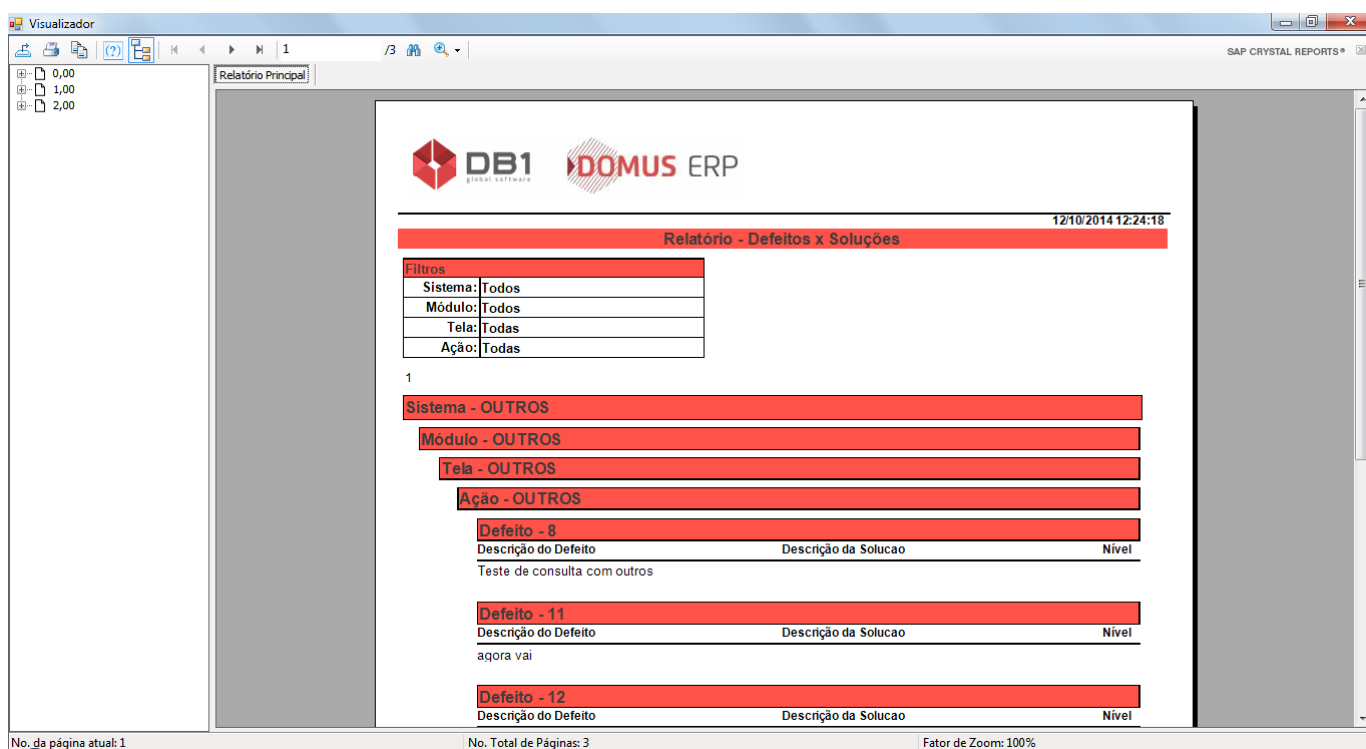 Visualizador
1 /3 SAP CRYSTAL REPORTS®
0,00
1,00
2,00
Relatório Principal
DB1
global software
DOMUS ERP
12/10/2014 12:24:18
Relatório - Defeitos x Soluções
Filtros
Sistema: Todos
Módulo: Todos
Tela: Todas
Ação: Todas
1
Sistema - OUTROS
Módulo - OUTROS
Tela - OUTROS
Ação - OUTROS
Defeito - 8
Descrição do Defeito Descrição da Solucao Nível
Teste de consulta com outros
Defeito - 11
Descrição do Defeito Descrição da Solucao Nível
agora vai
Defeito - 12
Descrição do Defeito Descrição da Solucao Nível
No. da página atual: 1 No. Total de Páginas: 3 Fator de Zoom: 100%